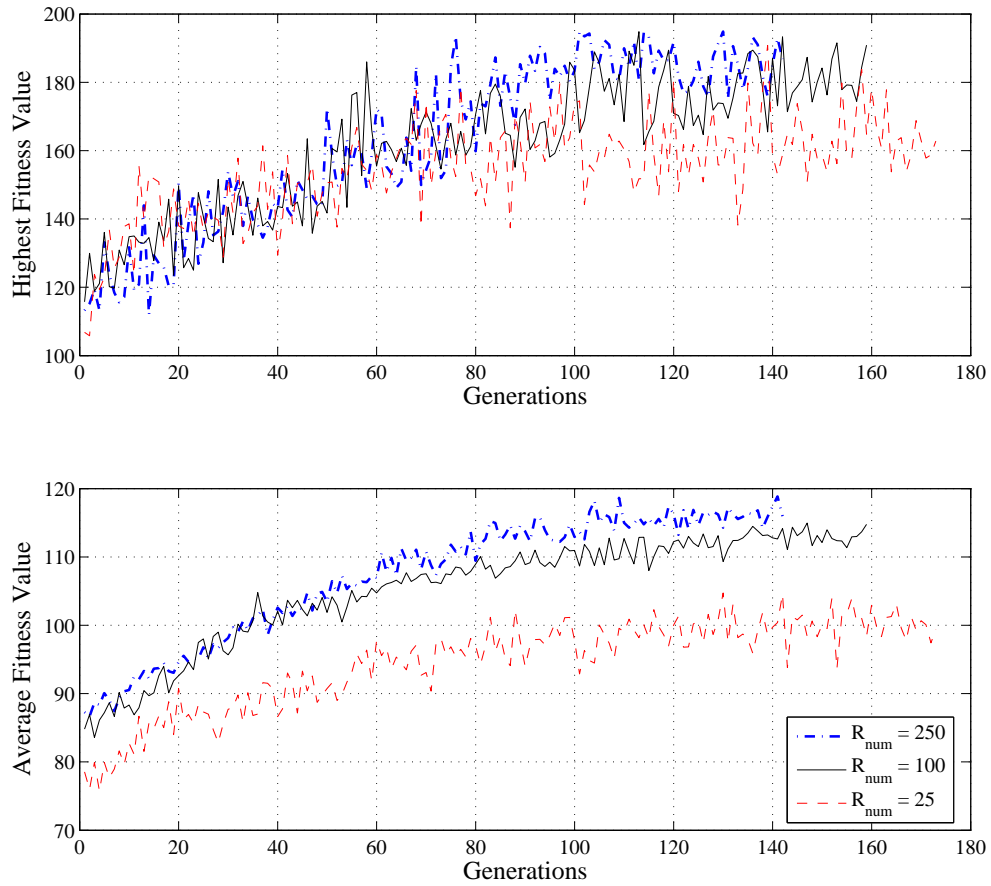 200
180
160
140
120
100
Highest Fitness Value
0 20 40 60 80 100 120 140 160 180
Generations
120
110
100
90
80
70
Average Fitness Value
R_num = 250
R_num = 100
R_num = 25
0 20 40 60 80 100 120 140 160 180
Generations